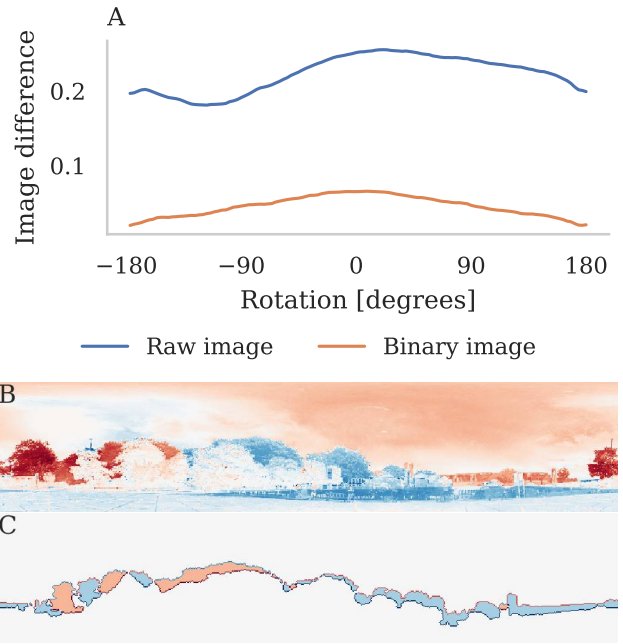 A
Image difference
0.2
0.1
−180 −90 0 90 180
Rotation [degrees]
Raw image Binary image
B
C